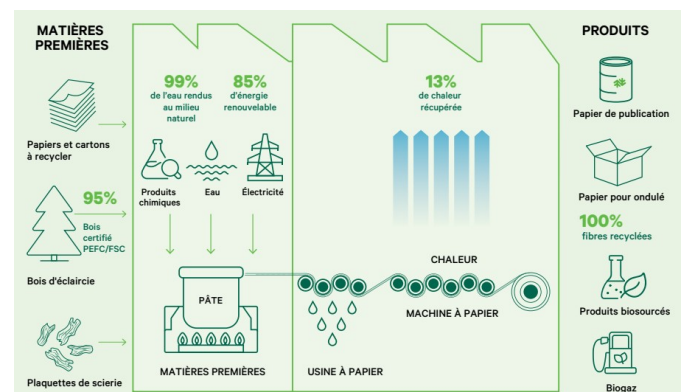 MATIÈRES
PREMIÈRES
Papiers et cartons
à recycler
95%
Bois
certifié
PEFC/FSC
Bois d'éclaircie
Plaquettes de scierie
99%
de l'eau rendus
au milieu
naturel
85%
d'énergie
renouvelable
Produits
chimiques
Eau
Électricité
PÂTE
MATIÈRES PREMIÈRES
13%
de chaleur
récupérée
CHALEUR
MACHINE À PAPIER
USINE À PAPIER
PRODUITS
Papier de publication
Papier pour ondulé
100%
fibres recyclées
Produits biosourcés
Biogaz